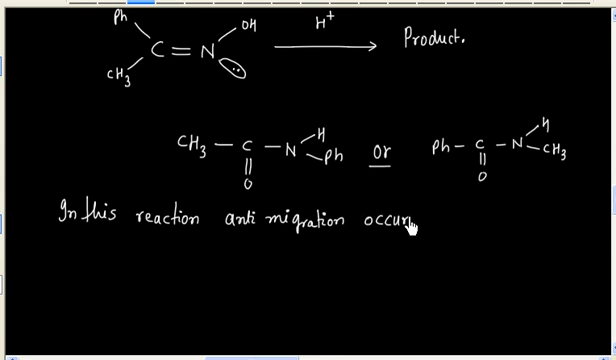 Ph
OH
C = N
CH3
H+
Product.
CH3 — C — N
H
Ph
O
Or
Ph — C — N
H
CH3
O
In this reaction anti migration occur